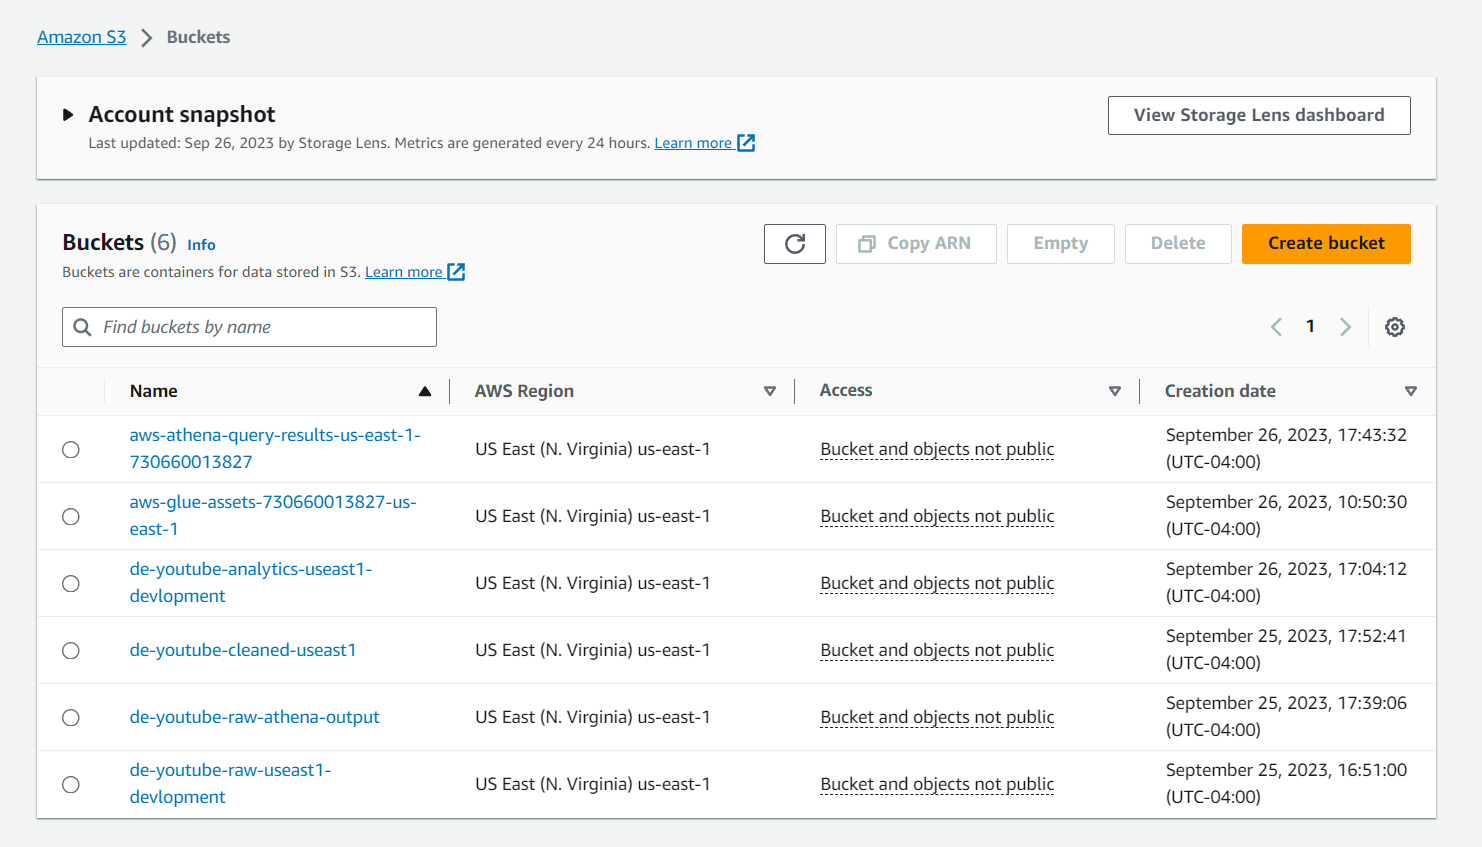 Amazon S3 > Buckets
Account snapshot
View Storage Lens dashboard
Last updated: Sep 26, 2023 by Storage Lens. Metrics are generated every 24 hours. Learn more
Buckets (6) Info
Copy ARN
Empty
Delete
Create bucket
Buckets are containers for data stored in S3. Learn more
Find buckets by name
1
Name
AWS Region
Access
Creation date
aws-athena-query-results-us-east-1-
730660013827
US East (N. Virginia) us-east-1
Bucket and objects not public
September 26, 2023, 17:43:32
(UTC-04:00)
aws-glue-assets-730660013827-us-
east-1
US East (N. Virginia) us-east-1
Bucket and objects not public
September 26, 2023, 10:50:30
(UTC-04:00)
de-youtube-analytics-useast1-
devlopment
US East (N. Virginia) us-east-1
Bucket and objects not public
September 26, 2023, 17:04:12
(UTC-04:00)
de-youtube-cleaned-useast1
US East (N. Virginia) us-east-1
Bucket and objects not public
September 25, 2023, 17:52:41
(UTC-04:00)
de-youtube-raw-athena-output
US East (N. Virginia) us-east-1
Bucket and objects not public
September 25, 2023, 17:39:06
(UTC-04:00)
de-youtube-raw-useast1-
devlopment
US East (N. Virginia) us-east-1
Bucket and objects not public
September 25, 2023, 16:51:00
(UTC-04:00)